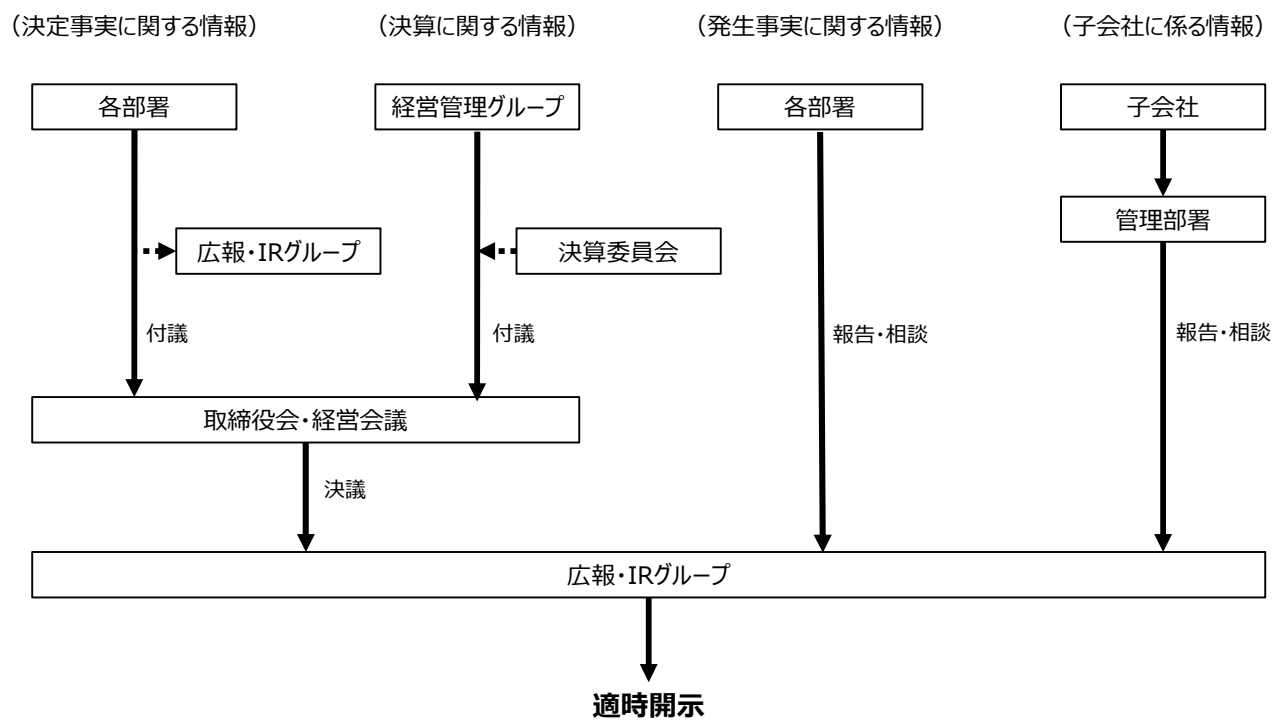 （決定事実に関する情報）
（決算に関する情報）
（発生事実に関する情報）
（子会社に係る情報）
各部署
経営管理グループ
各部署
子会社
管理部署
広報・IRグループ
決算委員会
付議
付議
報告・相談
報告・相談
取締役会・経営会議
決議
広報・IRグループ
適時開示